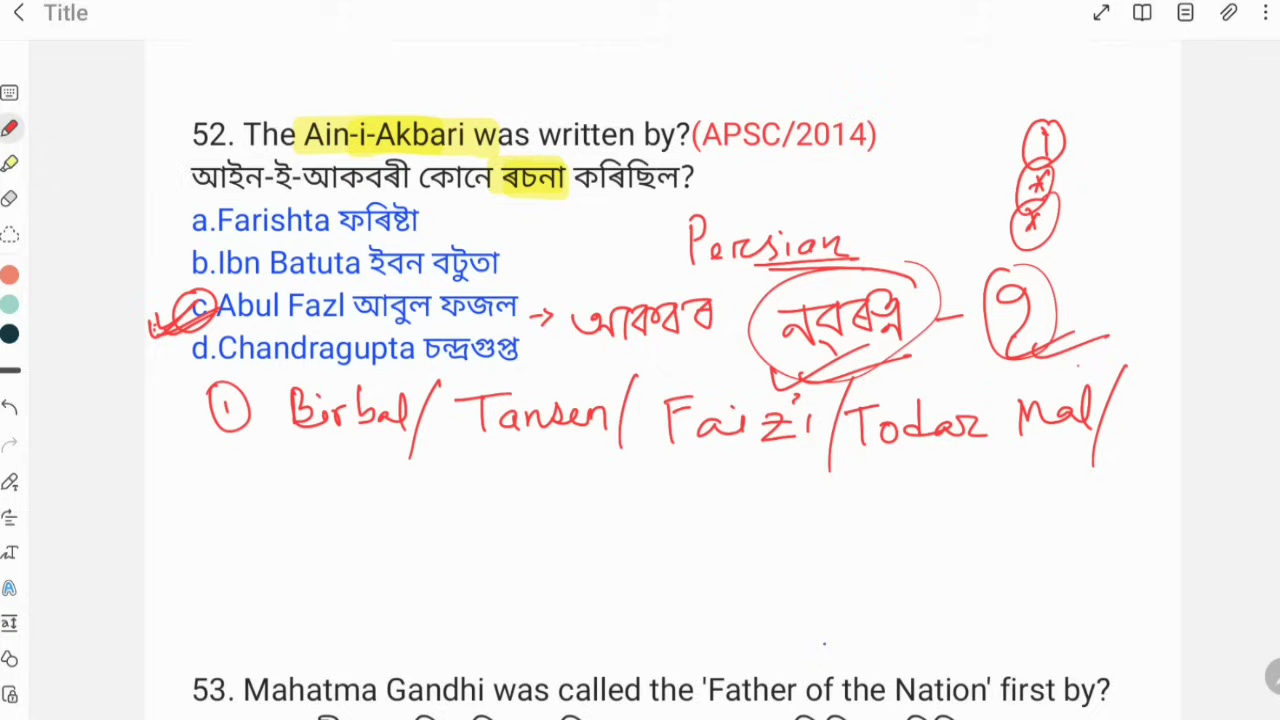 Title
52. The Ain-i-Akbari was written by?(APSC/2014)
আইন-ই-আকবৰী কোনে ৰচনা কৰিছিল?
a.Farishta ফৰিষ্টা
b.Ibn Batuta ইবন বটুতা
Persian
c.Abul Fazl আবুল ফজল → আকবৰৰ নৱৰত্ন - 9
d.Chandragupta চন্দ্ৰগুপ্ত
1 Birbal/ Tansen/ Faizi/ Todar Mal/
53. Mahatma Gandhi was called the 'Father of the Nation' first by?